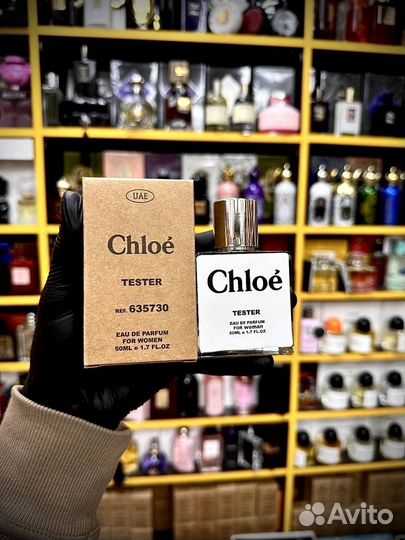 UAE
Chloé
TESTER
REF. 635730
EAU DE PARFUM
FOR WOMEN
50ML e 1.7 FL.OZ
Chloé
TESTER
EAU DE PARFUM
FOR woman
50ML e 1.7 FL.OZ
Avito